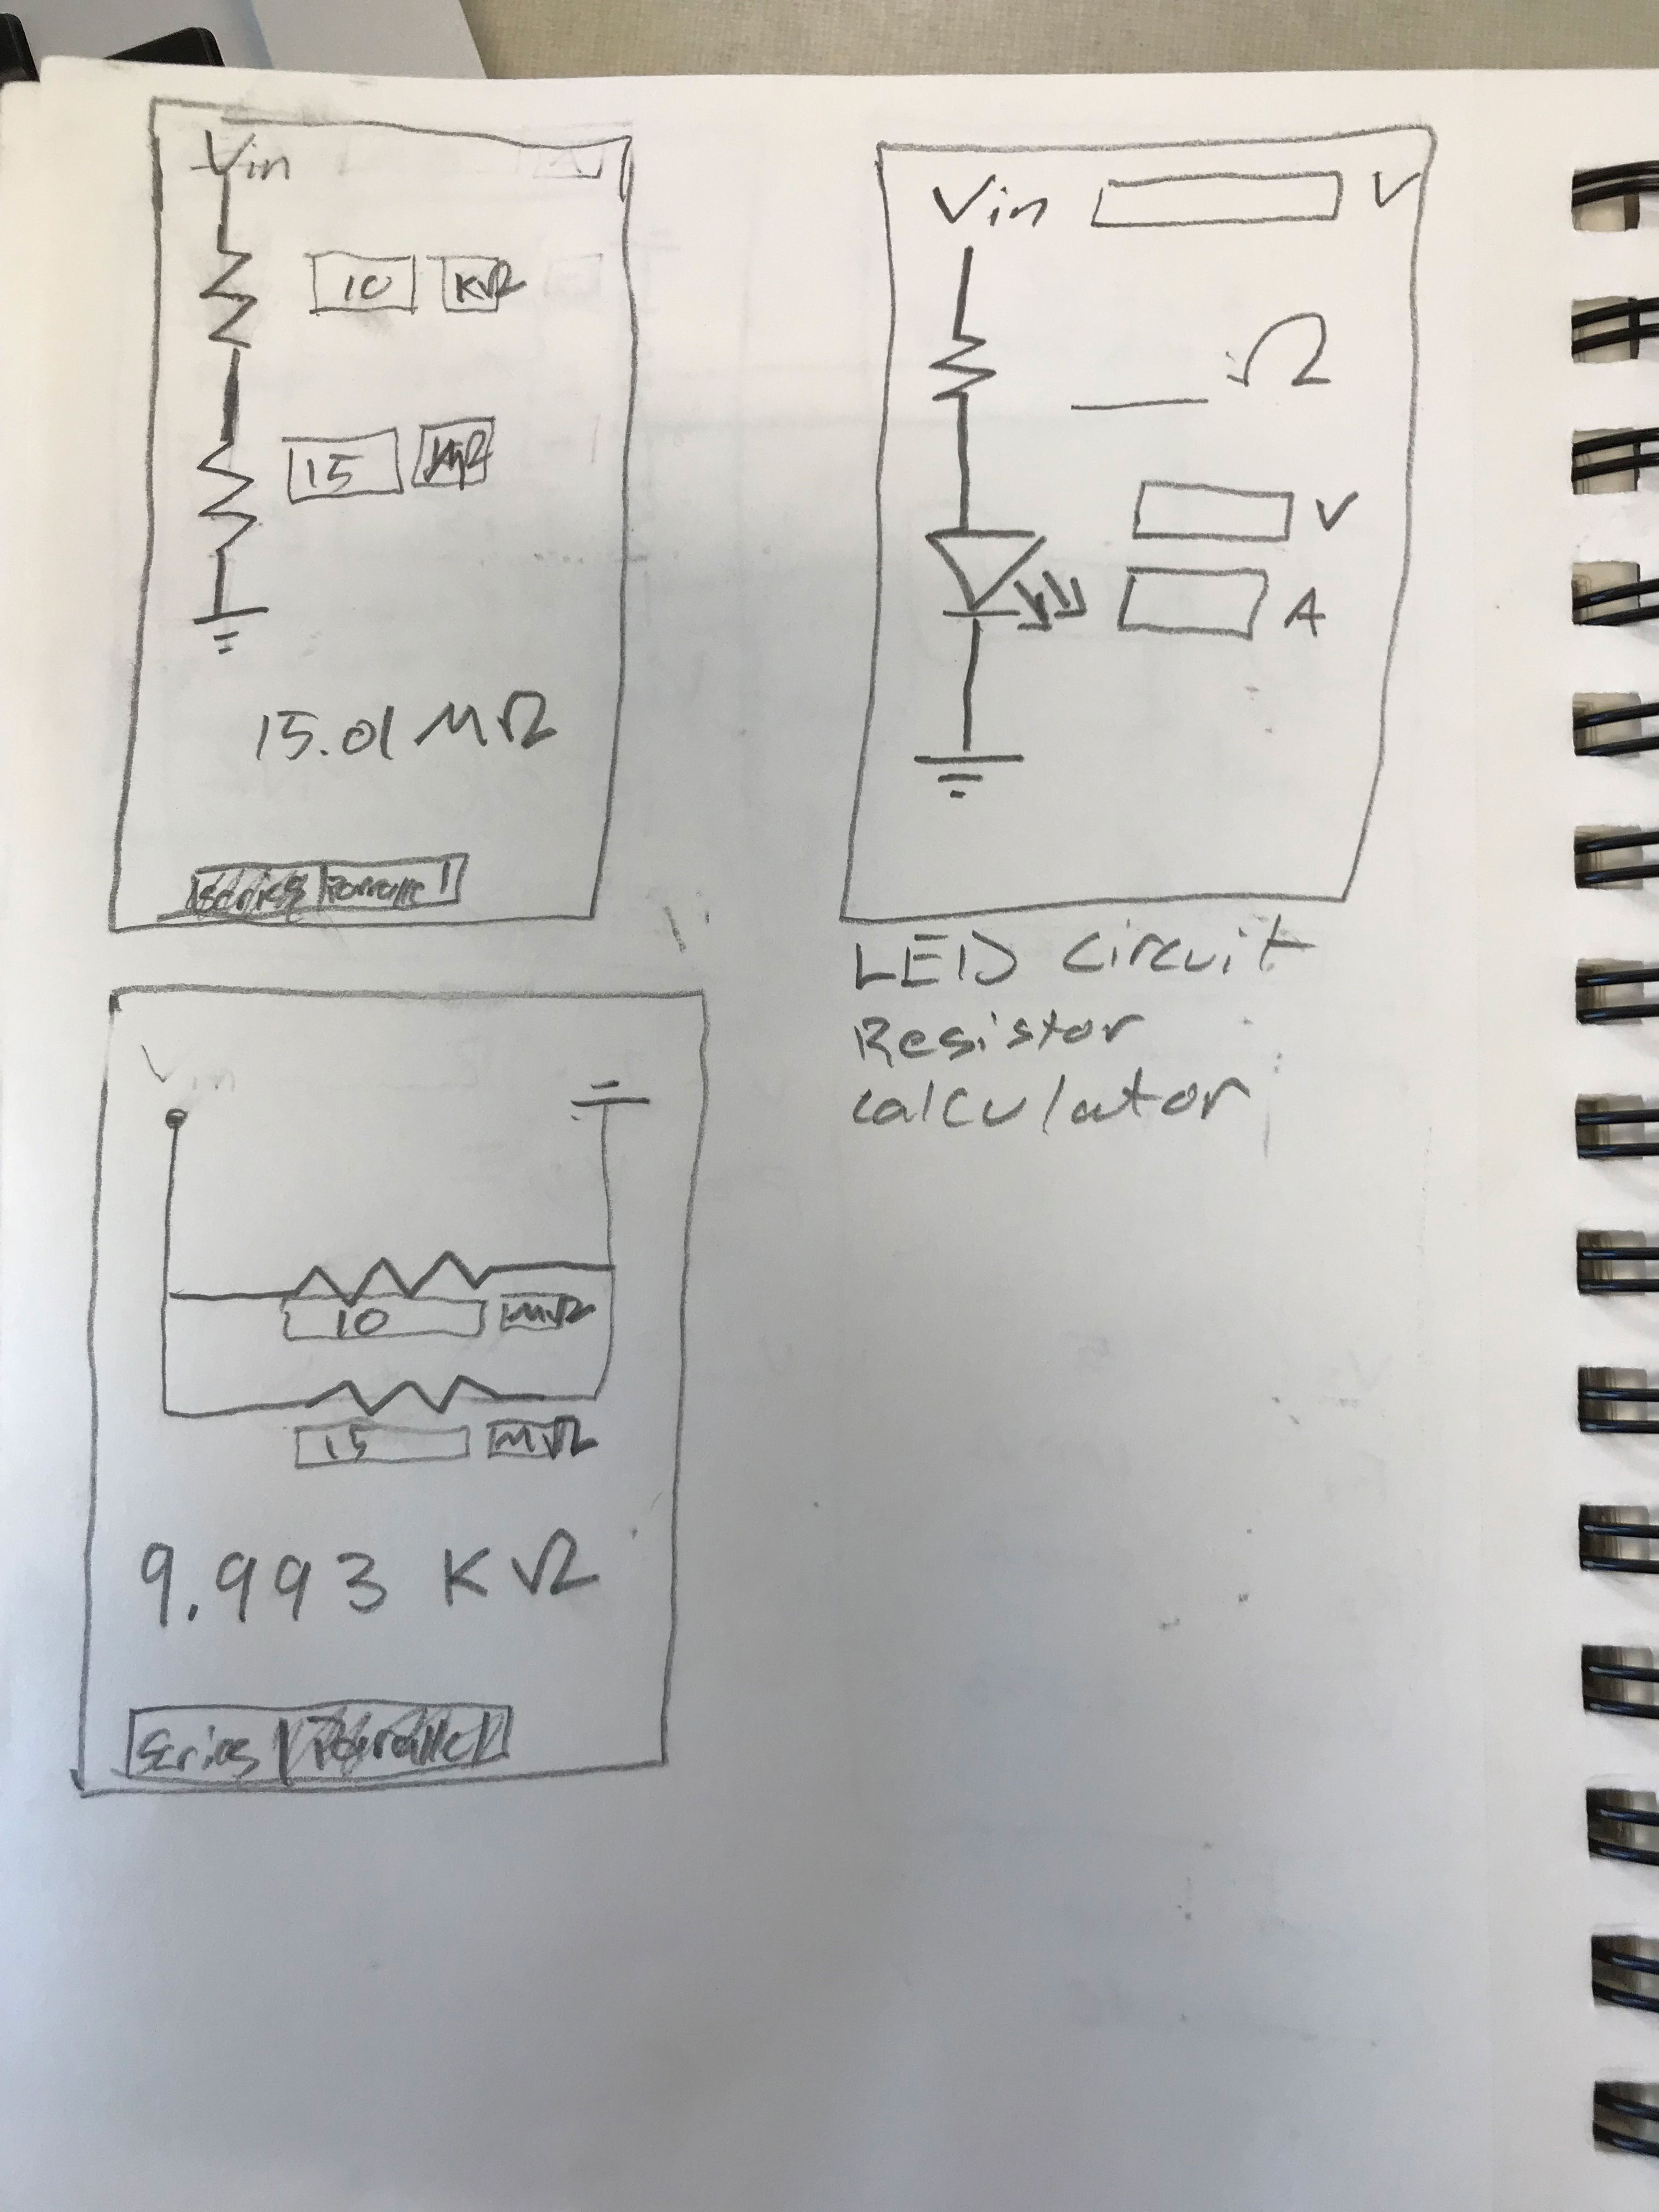 Vin
10 KΩ
15 MΩ
15.01 MΩ
Series Parallel
Vin V
Ω
V
A
LED circuit
Resistor
calculator
Vin
10 MΩ
15 MΩ
9.993 KΩ
Series Parallel